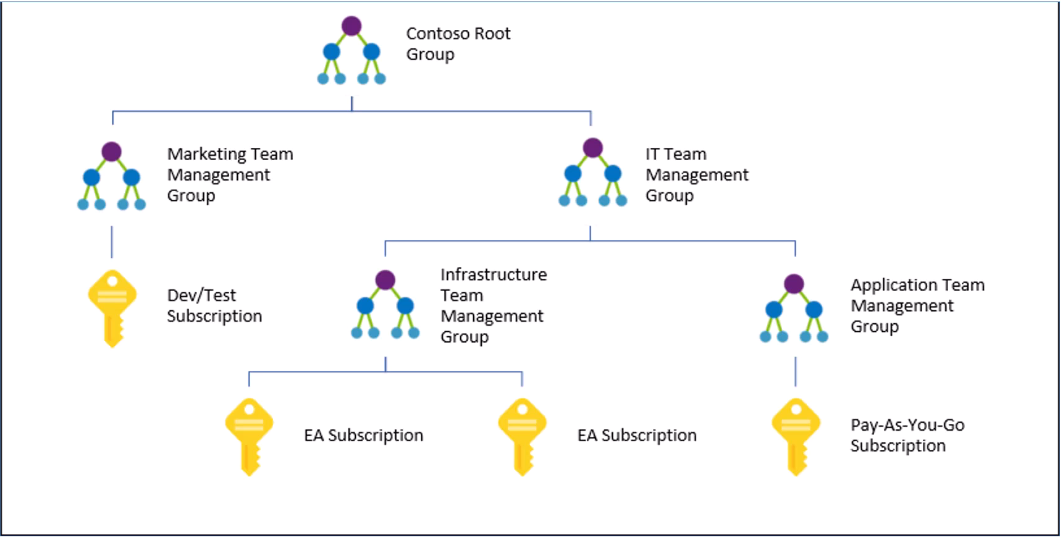 Contoso Root
Group
Marketing Team
Management
Group
IT Team
Management
Group
Dev/Test
Subscription
Infrastructure
Team
Management
Group
Application Team
Management
Group
EA Subscription
EA Subscription
Pay-As-You-Go
Subscription